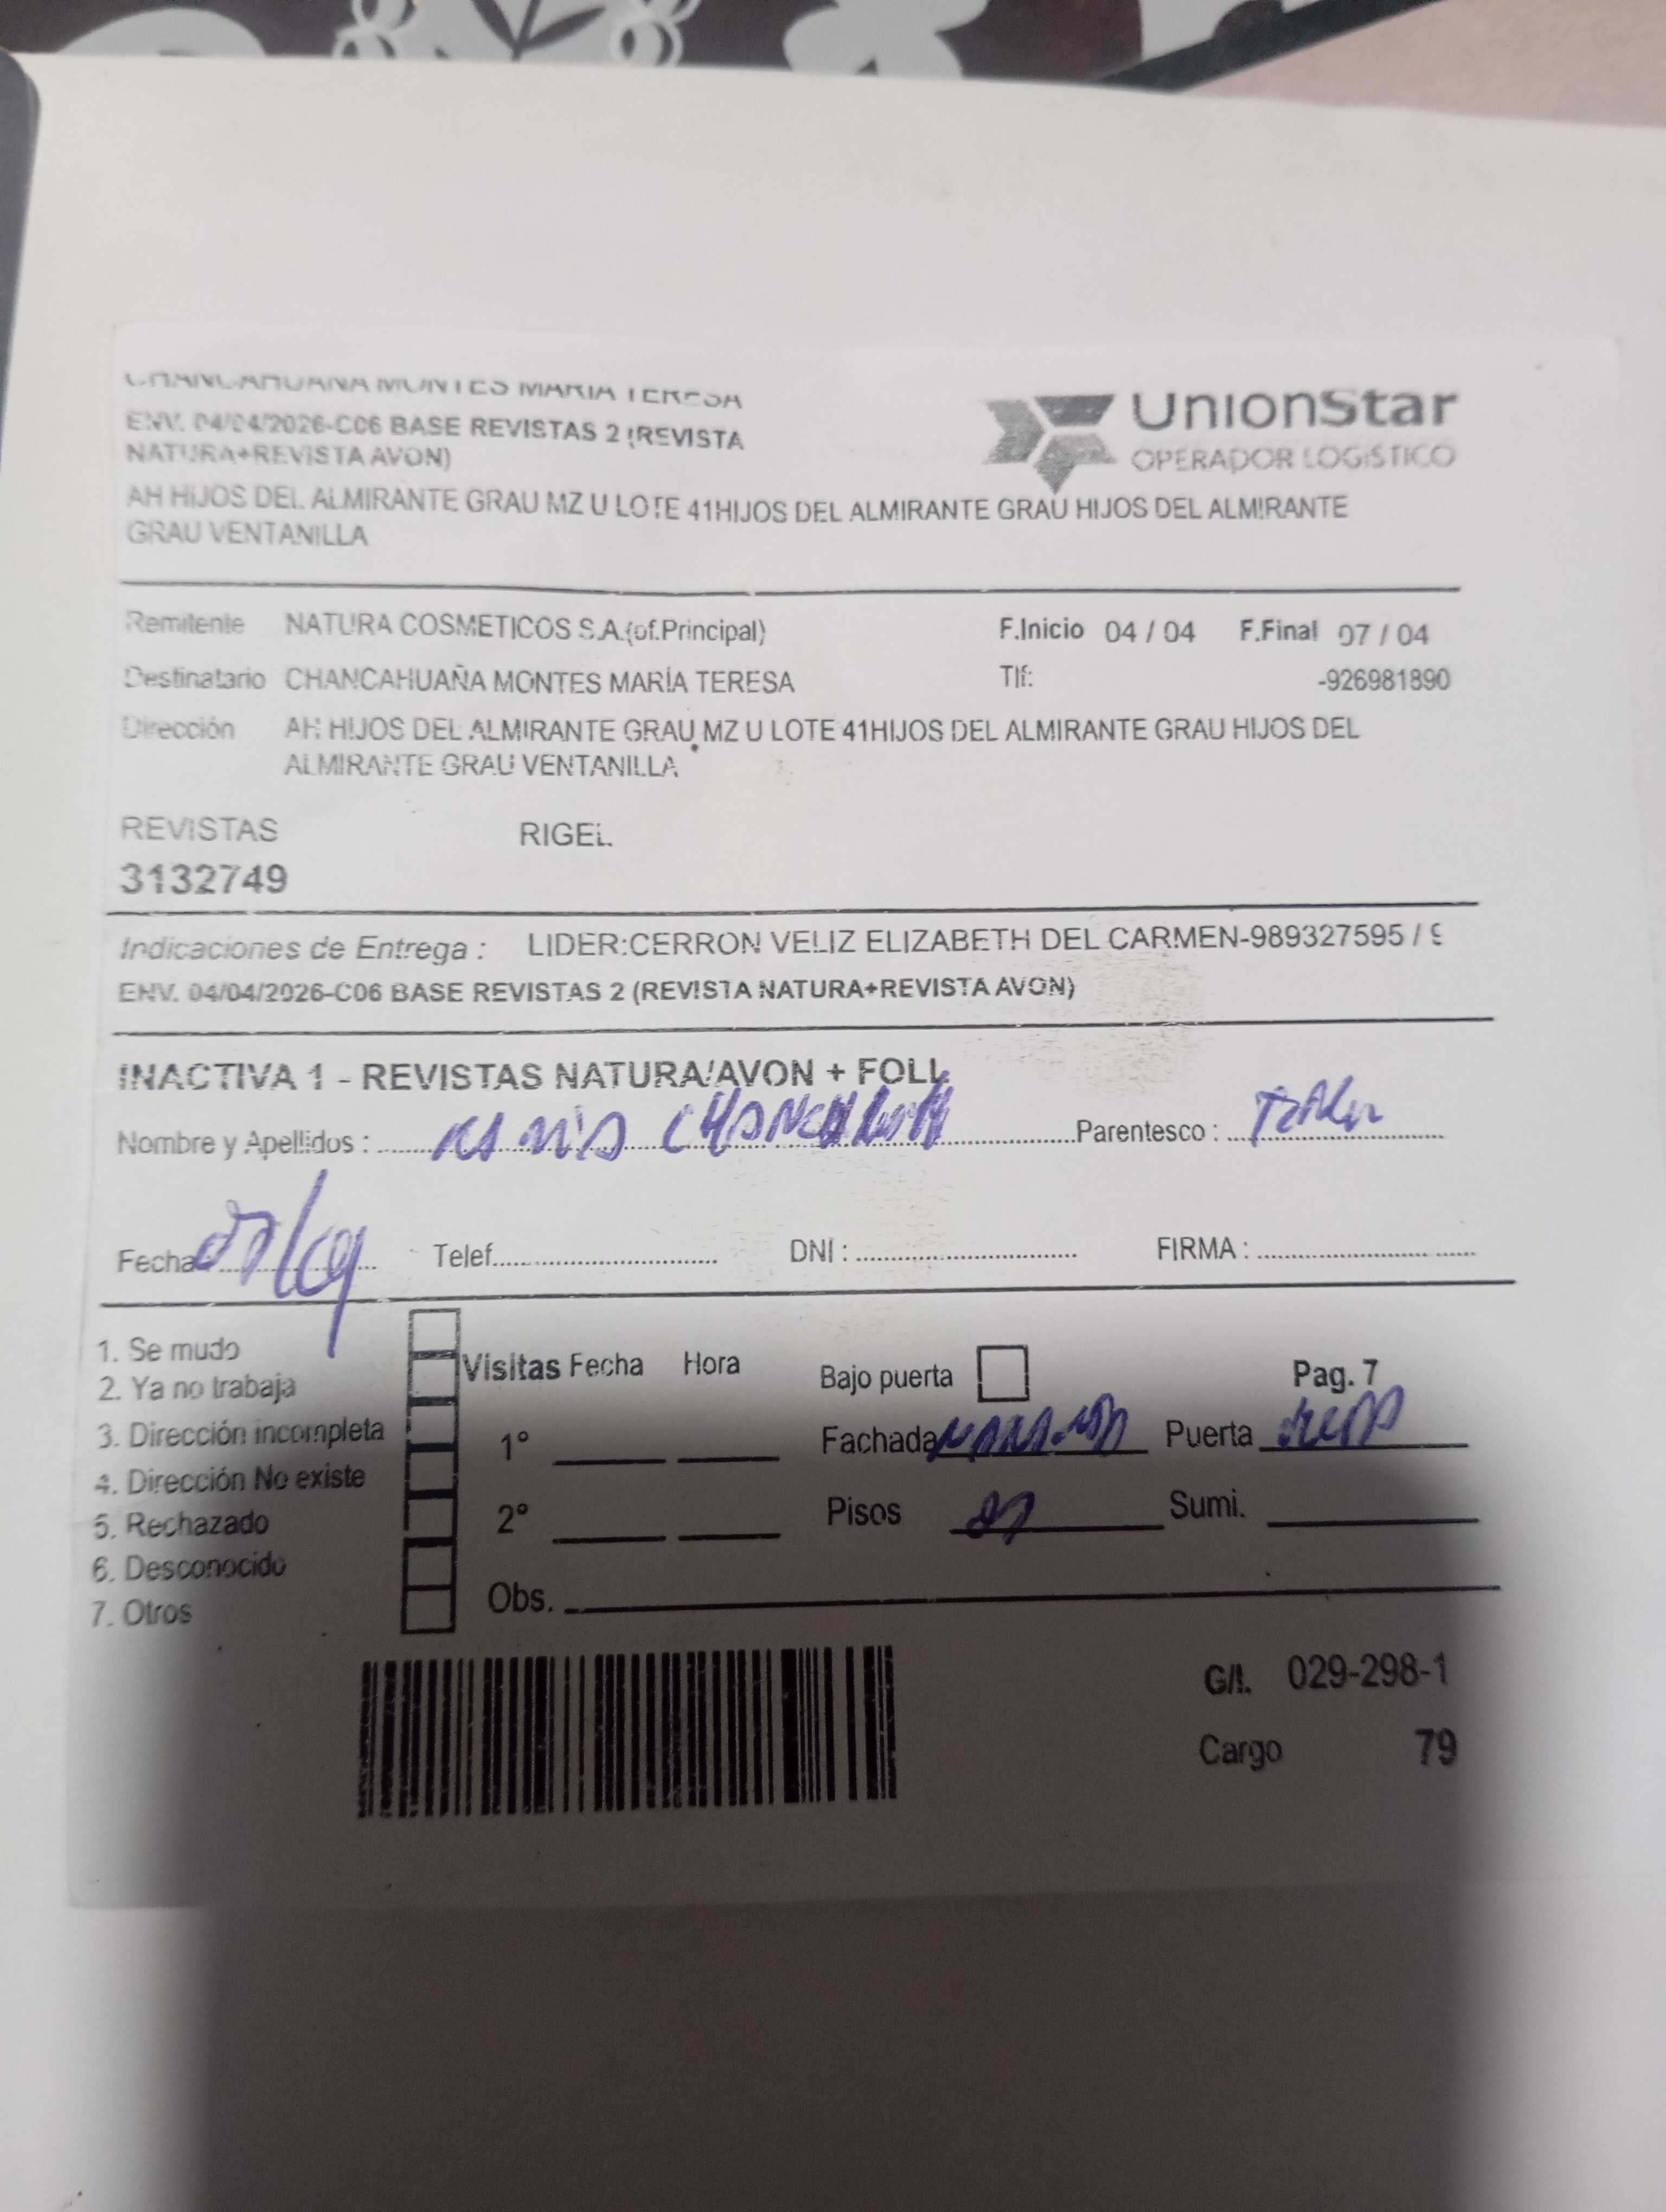 CHANCAHUAÑA MONTES MARIA TERESA
ENV. 04/04/2026-C06 BASE REVISTAS 2 (REVISTA
NATURA+REVISTA AVON)
UnionStar
OPERADOR LOGISTICO
AH HIJOS DEL ALMIRANTE GRAU MZ U LOTE 41HIJOS DEL ALMIRANTE GRAU HIJOS DEL ALMIRANTE
GRAU VENTANILLA
Remitente NATURA COSMETICOS S.A.(of.Principal) F.Inicio 04 / 04 F.Final 07 / 04
Destinatario CHANCAHUAÑA MONTES MARÍA TERESA Tlf: -926981890
Dirección AH HIJOS DEL ALMIRANTE GRAU MZ U LOTE 41HIJOS DEL ALMIRANTE GRAU HIJOS DEL
ALMIRANTE GRAU VENTANILLA
REVISTAS RIGEL
3132749
Indicaciones de Entrega : LIDER:CERRON VELIZ ELIZABETH DEL CARMEN-989327595 / 9
ENV. 04/04/2026-C06 BASE REVISTAS 2 (REVISTA NATURA+REVISTA AVON)
INACTIVA 1 - REVISTAS NATURA/AVON + FOLL
Nombre y Apellidos : Parentesco :
Fecha: Telef. DNI : FIRMA :
1. Se mudo
2. Ya no trabaja
3. Dirección incompleta
4. Dirección No existe
5. Rechazado
6. Desconocido
7. Otros
Visitas Fecha Hora
1°
2°
Obs.
Bajo puerta Pag. 7
Fachada Puerta
Pisos Sumi.
G/I. 029-298-1
Cargo 79